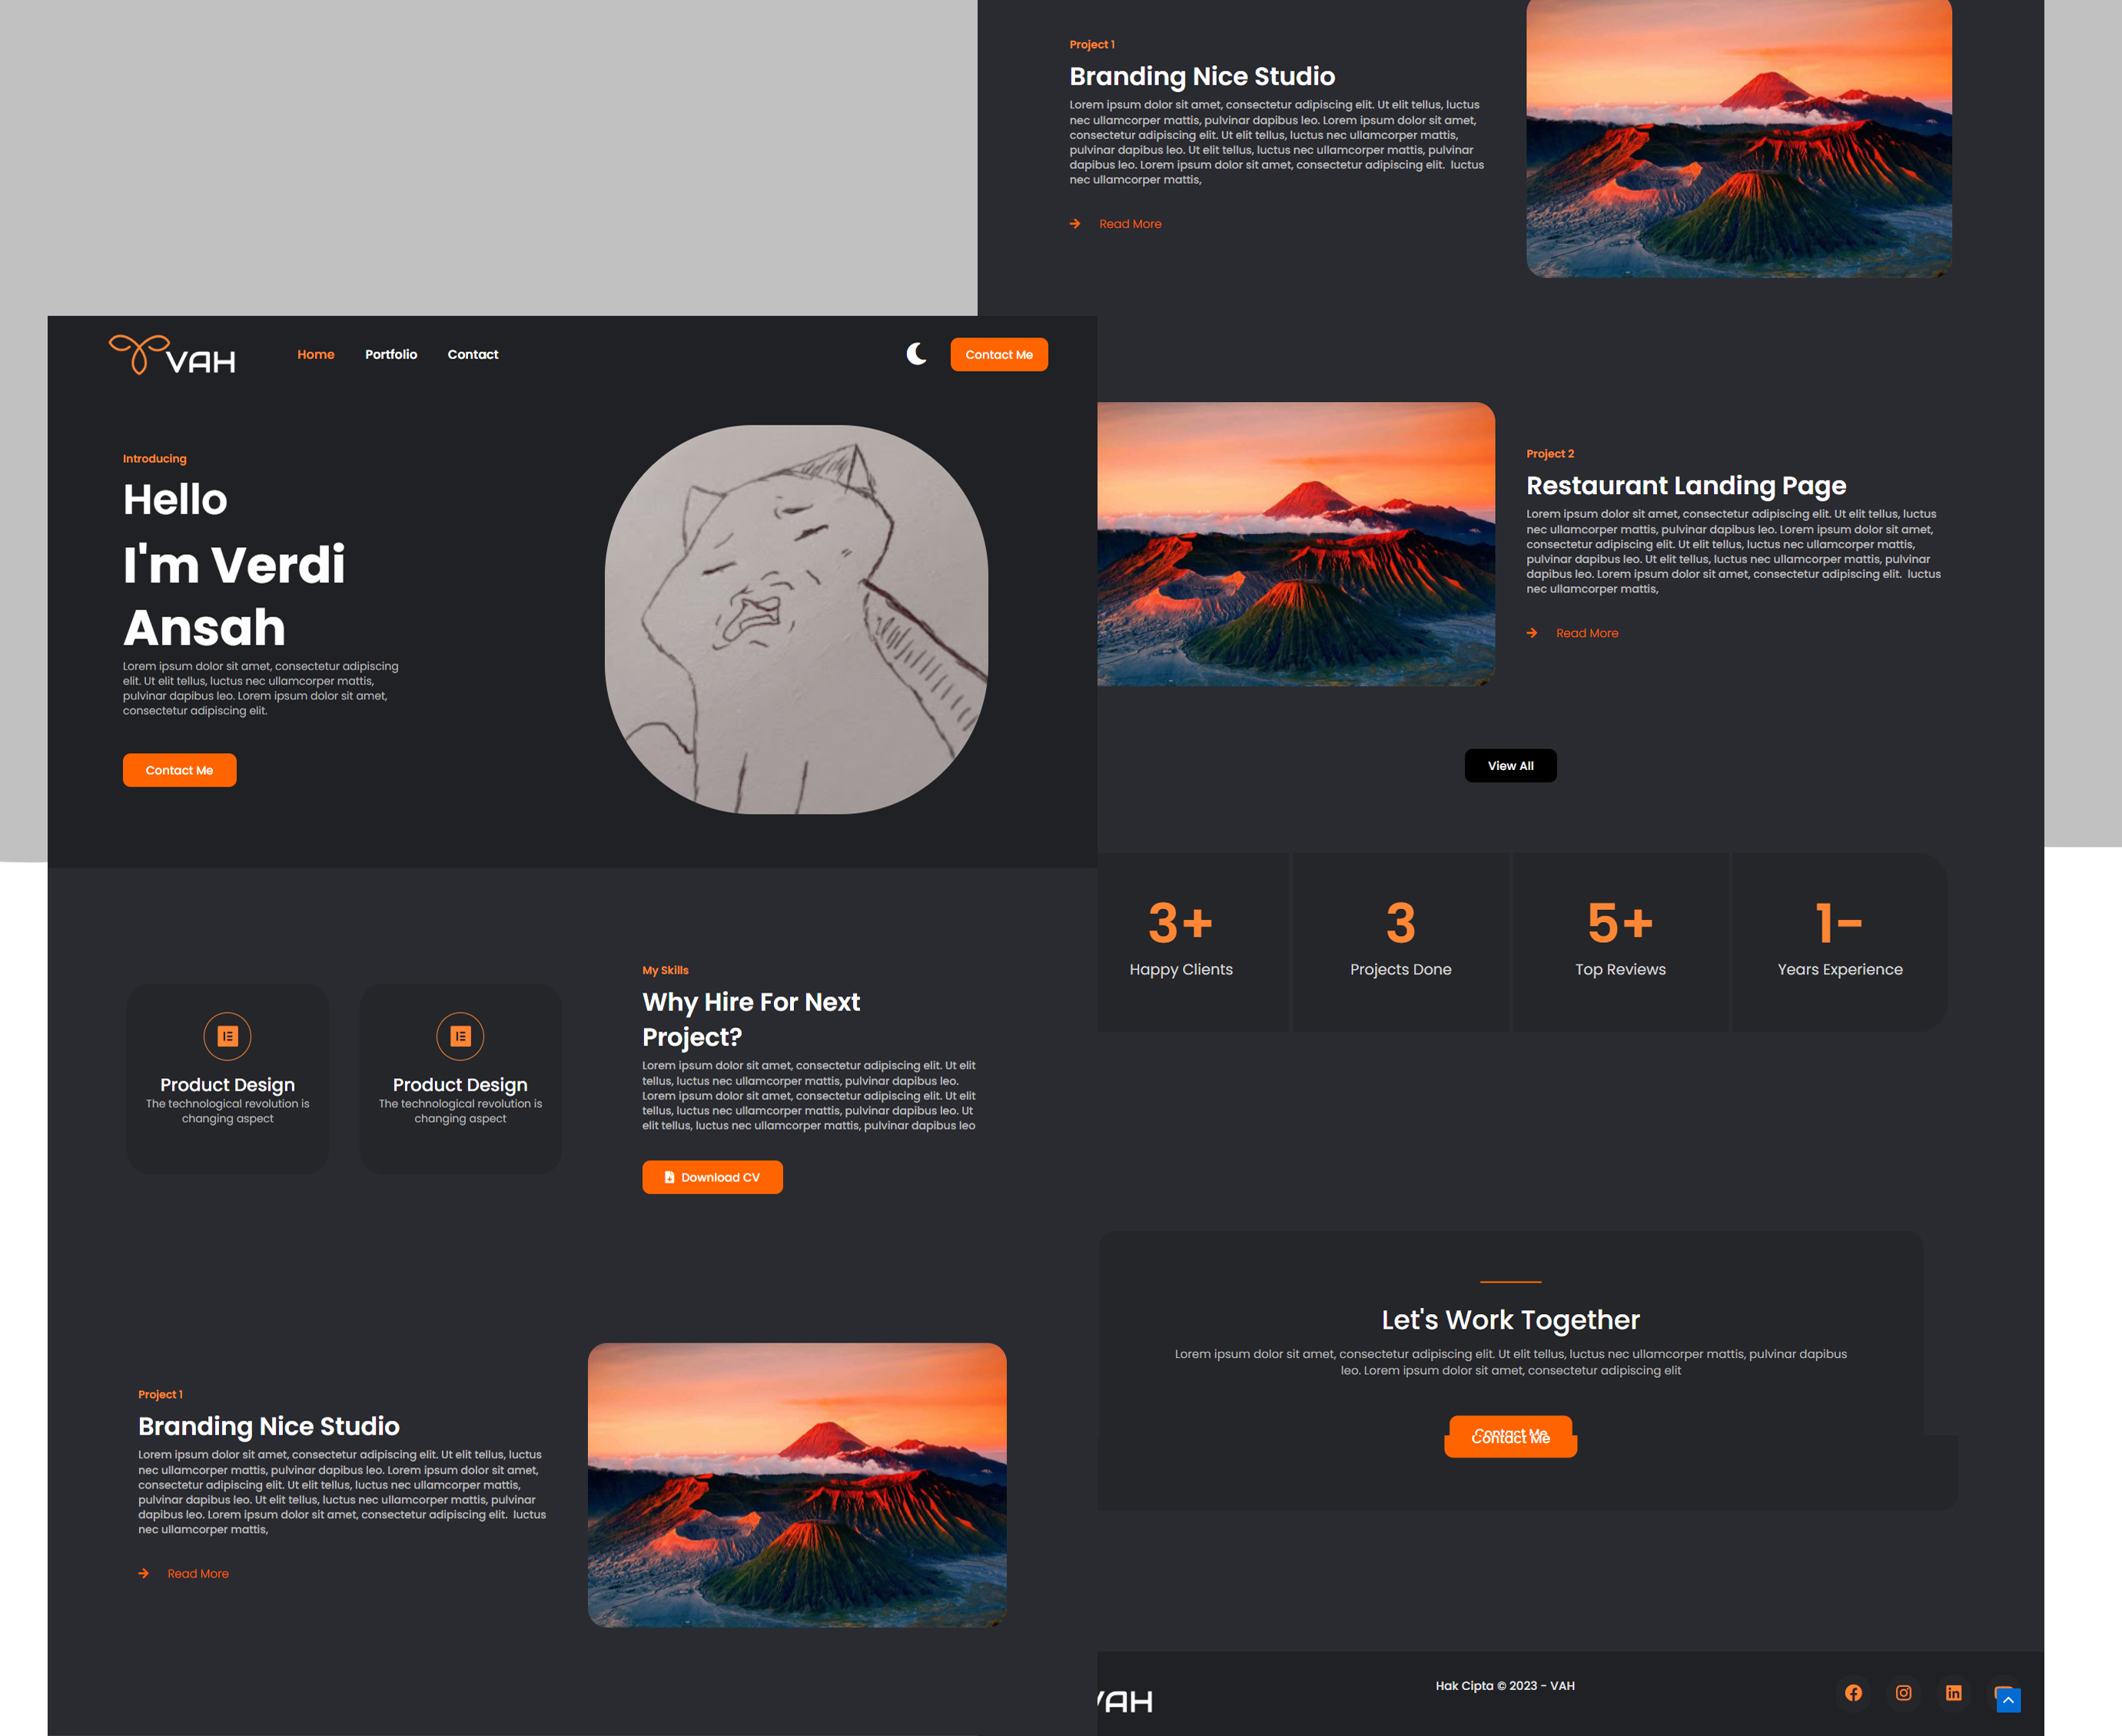 VAH
Home
Portfolio
Contact
Contact Me
Introducing
Hello
I'm Verdi
Ansah
Lorem ipsum dolor sit amet, consectetur adipiscing
elit. Ut elit tellus, luctus nec ullamcorper mattis,
pulvinar dapibus leo. Lorem ipsum dolor sit amet,
consectetur adipiscing elit.
Contact Me
Product Design
The technological revolution is
changing aspect
Product Design
The technological revolution is
changing aspect
My Skills
Why Hire For Next
Project?
Lorem ipsum dolor sit amet, consectetur adipiscing elit. Ut elit
tellus, luctus nec ullamcorper mattis, pulvinar dapibus leo.
Lorem ipsum dolor sit amet, consectetur adipiscing elit. Ut elit
tellus, luctus nec ullamcorper mattis, pulvinar dapibus leo. Ut
elit tellus, luctus nec ullamcorper mattis, pulvinar dapibus leo
Download CV
Project 1
Branding Nice Studio
Lorem ipsum dolor sit amet, consectetur adipiscing elit. Ut elit tellus, luctus
nec ullamcorper mattis, pulvinar dapibus leo. Lorem ipsum dolor sit amet,
consectetur adipiscing elit. Ut elit tellus, luctus nec ullamcorper mattis,
pulvinar dapibus leo. Ut elit tellus, luctus nec ullamcorper mattis, pulvinar
dapibus leo. Lorem ipsum dolor sit amet, consectetur adipiscing elit. luctus
nec ullamcorper mattis,
Read More
Project 1
Branding Nice Studio
Lorem ipsum dolor sit amet, consectetur adipiscing elit. Ut elit tellus, luctus
nec ullamcorper mattis, pulvinar dapibus leo. Lorem ipsum dolor sit amet,
consectetur adipiscing elit. Ut elit tellus, luctus nec ullamcorper mattis,
pulvinar dapibus leo. Ut elit tellus, luctus nec ullamcorper mattis, pulvinar
dapibus leo. Lorem ipsum dolor sit amet, consectetur adipiscing elit. luctus
nec ullamcorper mattis,
Read More
Project 2
Restaurant Landing Page
Lorem ipsum dolor sit amet, consectetur adipiscing elit. Ut elit tellus, luctus
nec ullamcorper mattis, pulvinar dapibus leo. Lorem ipsum dolor sit amet,
consectetur adipiscing elit. Ut elit tellus, luctus nec ullamcorper mattis,
pulvinar dapibus leo. Ut elit tellus, luctus nec ullamcorper mattis, pulvinar
dapibus leo. Lorem ipsum dolor sit amet, consectetur adipiscing elit. luctus
nec ullamcorper mattis,
Read More
View All
3+
Happy Clients
3
Projects Done
5+
Top Reviews
1-
Years Experience
Let's Work Together
Lorem ipsum dolor sit amet, consectetur adipiscing elit. Ut elit tellus, luctus nec ullamcorper mattis, pulvinar dapibus
leo. Lorem ipsum dolor sit amet, consectetur adipiscing elit
Contact Me
Contact Me
VAH
Hak Cipta © 2023 - VAH